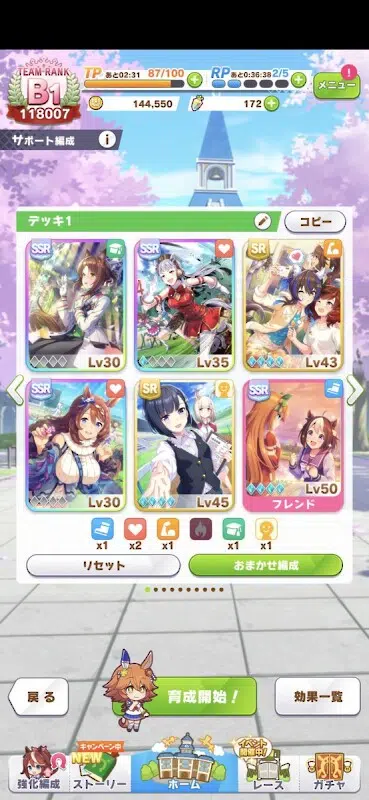 TEAM-RANK
B1
118007
TP あと02:31 87/100
RP あと0:36:38 2/5
メニュー
144,550
172
サポート編成
デッキ1
コピー
SSR
SSR
SR
Lv30
Lv35
Lv43
SSR
SR
SSR
Lv30
Lv45
Lv50
フレンド
x1 x2 x1 x1 x1
リセット
おまかせ編成
戻る
育成開始!
効果一覧
キャンペーン中
NEW
イベント開催中!
強化編成
ストーリー
ホーム
レース
ガチャ